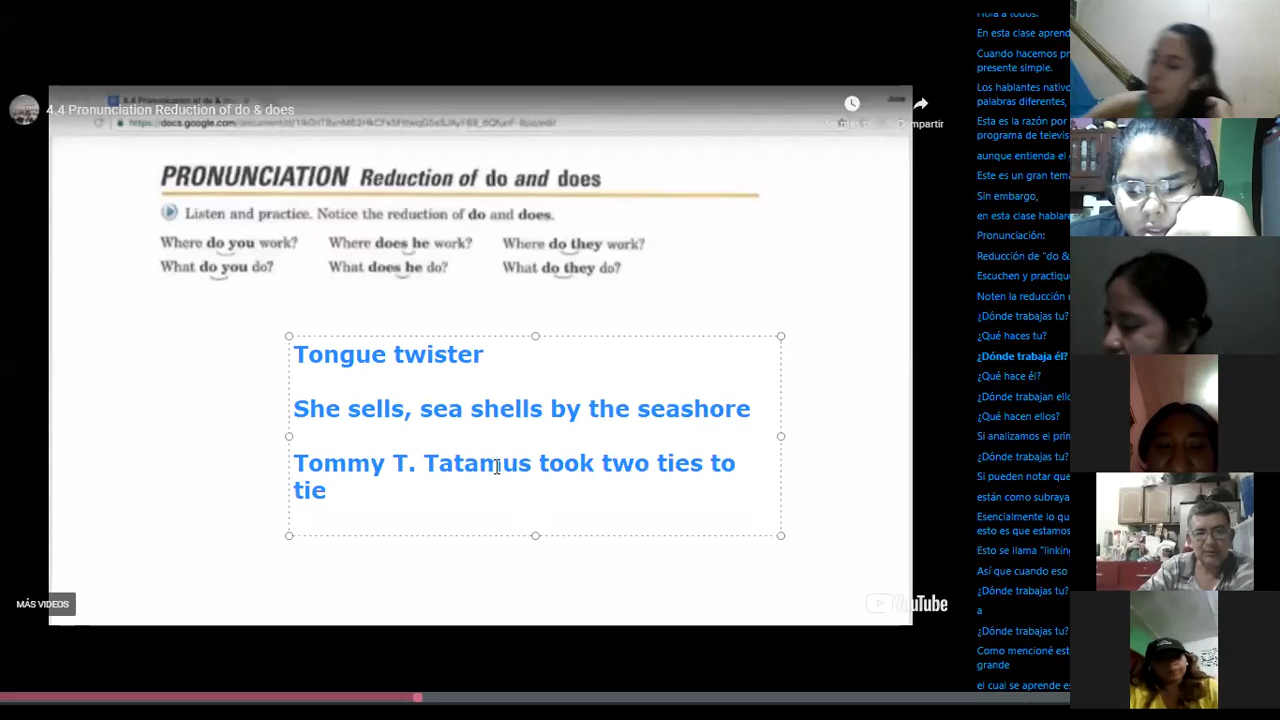 4.4 Pronunciation Reduction of do & does
Compartir
PRONUNCIATION Reduction of do and does
Listen and practice. Notice the reduction of do and does.
Where do you work? Where does he work? Where do they work?
What do you do? What does he do? What do they do?
Tongue twister
She sells, sea shells by the seashore
Tommy T. Tatamus took two ties to
tie
MÁS VIDEOS
YouTube
Hola a todos.
En esta clase aprend
Cuando hacemos pr
presente simple.
Los hablantes nativo
palabras diferentes,
Esta es la razón por
programa de televis
aunque entienda el
Este es un gran tem
Sin embargo,
en esta clase hablare
Pronunciación:
Reducción de "do &
Escuchen y practique
Noten la reducción
¿Dónde trabajas tu?
¿Qué haces tu?
¿Dónde trabaja él?
¿Qué hace él?
¿Dónde trabajan ello
¿Qué hacen ellos?
Si analizamos el prim
¿Dónde trabajas tu?
Si pueden notar que
están como subraya
Esencialmente lo qu
esto es que estamos
Esto se llama "linkin
Así que cuando eso
¿Dónde trabajas tu?
a
¿Dónde trabajas tu?
Como mencioné est
grande
el cual se aprende es